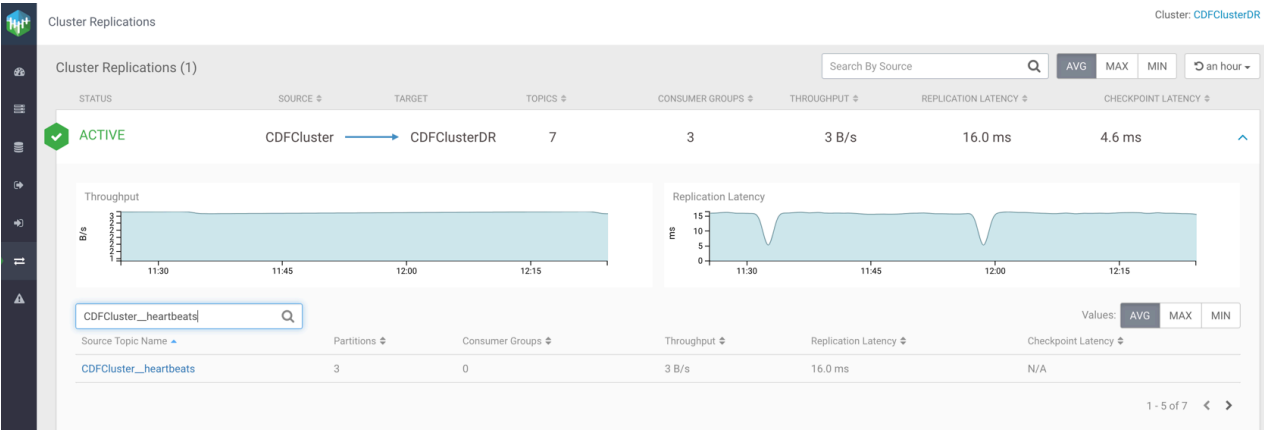 Cluster Replications
Cluster: CDFClusterDR
Cluster Replications (1)
Search By Source
AVG MAX MIN
an hour
STATUS SOURCE TARGET TOPICS CONSUMER GROUPS THROUGHPUT REPLICATION LATENCY CHECKPOINT LATENCY
ACTIVE CDFCluster CDFClusterDR 7 3 3 B/s 16.0 ms 4.6 ms
Throughput
B/s
3
2
1
11:30 11:45 12:00 12:15
Replication Latency
ms
15
10
5
0
11:30 11:45 12:00 12:15
CDFCluster__heartbeats
Values: AVG MAX MIN
Source Topic Name Partitions Consumer Groups Throughput Replication Latency Checkpoint Latency
CDFCluster__heartbeats 3 0 3 B/s 16.0 ms N/A
1 - 5 of 7